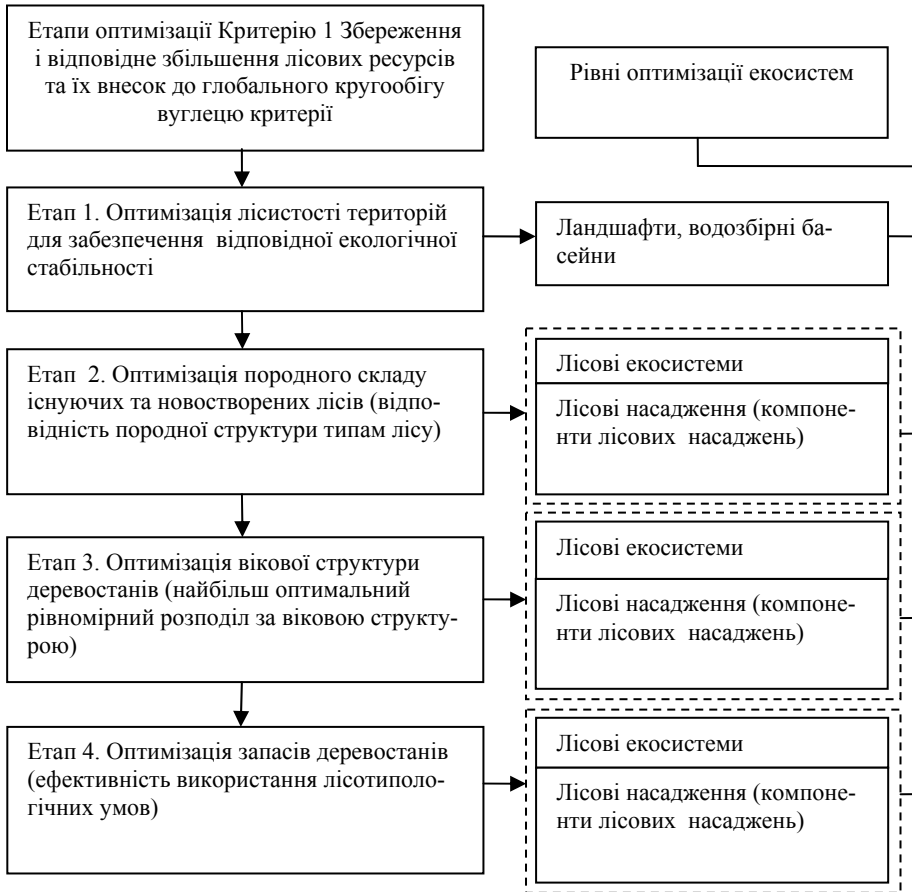 Етапи оптимізації Критерію 1 Збереження
і відповідне збільшення лісових ресурсів
та їх внесок до глобального кругообігу
вуглецю критерії
Рівні оптимізації екосистем
Етап 1. Оптимізація лісистості територій
для забезпечення відповідної екологічної
стабільності
Ландшафти, водозбірні ба-
сейни
Етап 2. Оптимізація породного складу
існуючих та новостворених лісів (відпо-
відність породної структури типам лісу)
Лісові екосистеми
Лісові насадження (компоне-
нти лісових насаджень)
Етап 3. Оптимізація вікової структури
деревостанів (найбільш оптимальний
рівномірний розподіл за віковою структу-
рою)
Лісові екосистеми
Лісові насадження (компоне-
нти лісових насаджень)
Етап 4. Оптимізація запасів деревостанів
(ефективність використання лісотиполо-
гічних умов)
Лісові екосистеми
Лісові насадження (компоне-
нти лісових насаджень)